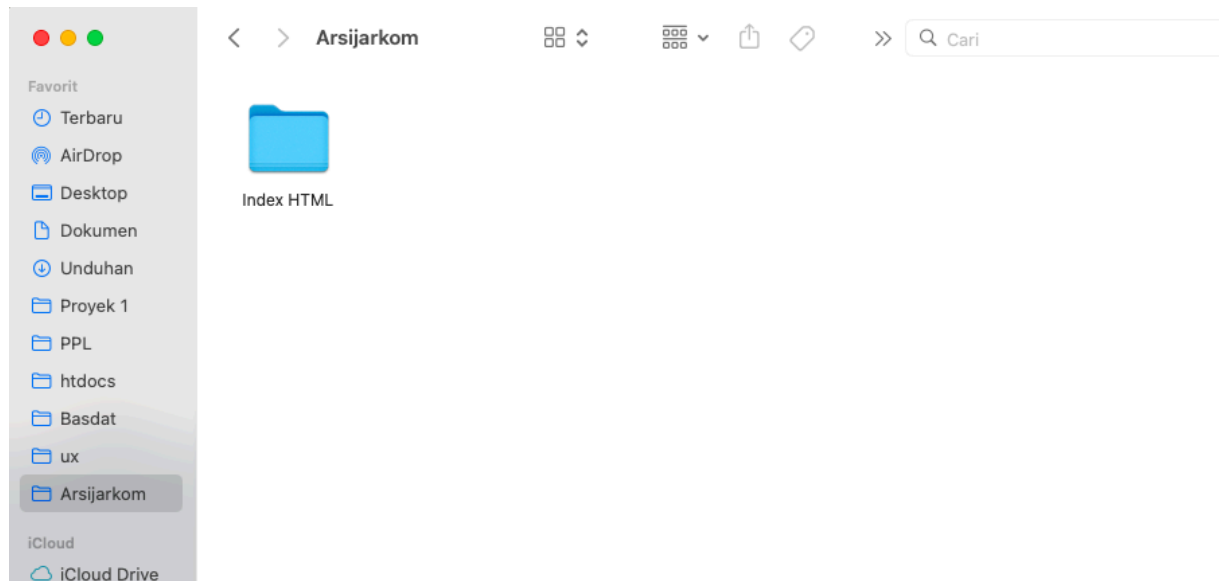 Arsijarkom
Cari
Favorit
Terbaru
AirDrop
Desktop
Dokumen
Unduhan
Proyek 1
PPL
htdocs
Basdat
ux
Arsijarkom
iCloud
iCloud Drive
Index HTML